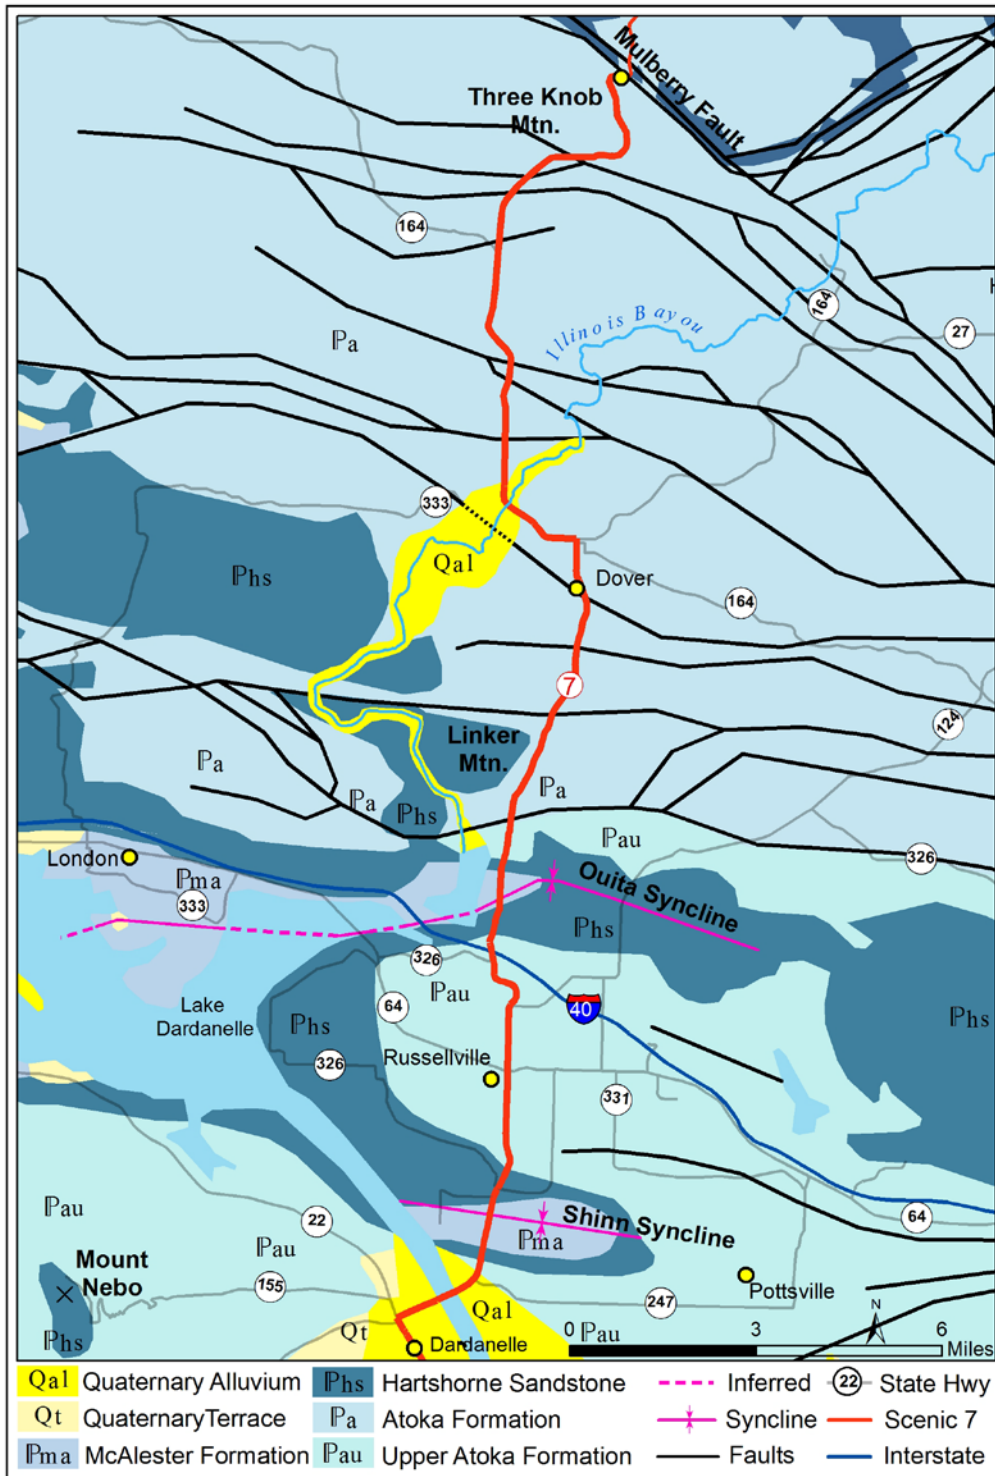 Mulberry Fault
Three Knob
Mtn.
164
H
Illinois Bayou
164
27
ℙa
333
Qal
ℙhs
Dover
164
7
124
Linker
Mtn.
ℙa
ℙa
ℙa
ℙhs
ℙau
326
London
ℙma
333
Ouita Syncline
ℙhs
326
ℙau
64
Lake
Dardanelle
ℙhs
40
ℙhs
Russellville
326
331
ℙau
22
ℙau
Shinn Syncline
ℙma
64
Mount
Nebo
155
247
Pottsville
Qal
Qt
ℙhs
Dardanelle
ℙau
N
0 3 6
Miles
Qal Quaternary Alluvium ℙhs Hartshorne Sandstone Inferred 22 State Hwy
Qt QuaternaryTerrace ℙa Atoka Formation Syncline Scenic 7
ℙma McAlester Formation ℙau Upper Atoka Formation Faults Interstate